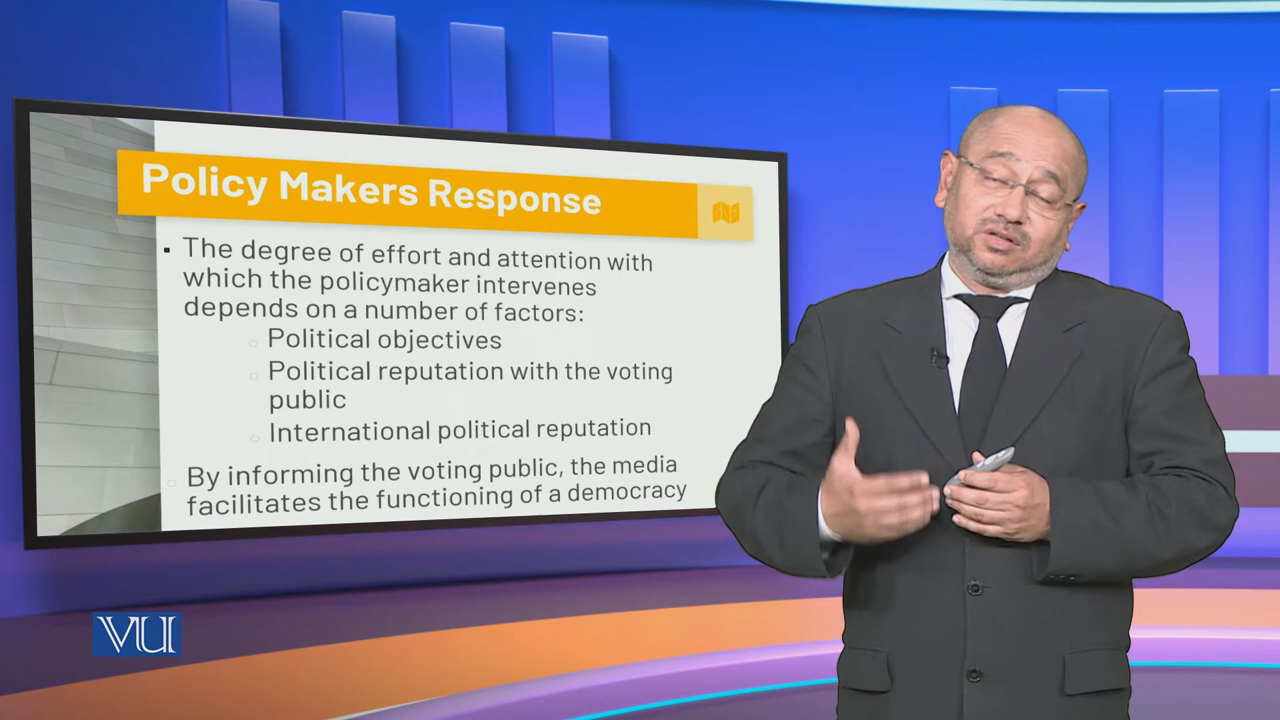 Policy Makers Response
▪ The degree of effort and attention with
which the policymaker intervenes
depends on a number of factors:
○ Political objectives
○ Political reputation with the voting
public
○ International political reputation
○ By informing the voting public, the media
facilitates the functioning of a democracy
VU